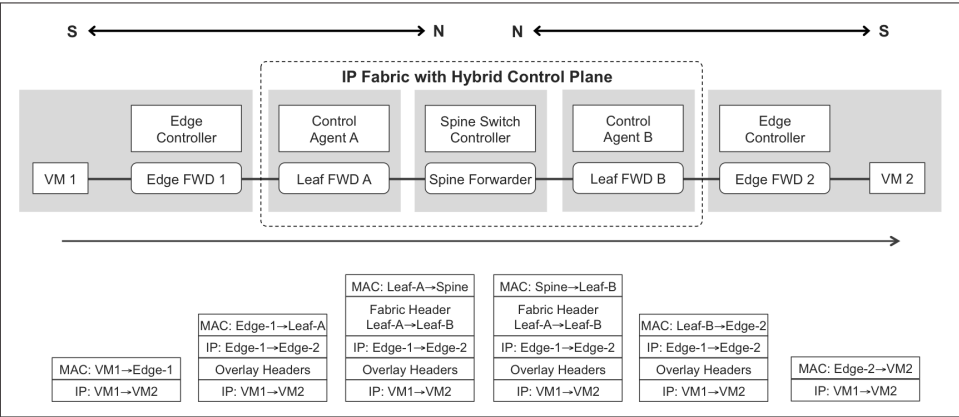 S N N S
IP Fabric with Hybrid Control Plane
Edge
Controller
Control
Agent A
Spine Switch
Controller
Control
Agent B
Edge
Controller
VM 1
Edge FWD 1
Leaf FWD A
Spine Forwarder
Leaf FWD B
Edge FWD 2
VM 2
MAC: VM1→Edge-1
IP: VM1→VM2
MAC: Edge-1→Leaf-A
IP: Edge-1→Edge-2
Overlay Headers
IP: VM1→VM2
MAC: Leaf-A→Spine
Fabric Header
Leaf-A→Leaf-B
IP: Edge-1→Edge-2
Overlay Headers
IP: VM1→VM2
MAC: Spine→Leaf-B
Fabric Header
Leaf-A→Leaf-B
IP: Edge-1→Edge-2
Overlay Headers
IP: VM1→VM2
MAC: Leaf-B→Edge-2
IP: Edge-1→Edge-2
Overlay Headers
IP: VM1→VM2
MAC: Edge-2→VM2
IP: VM1→VM2